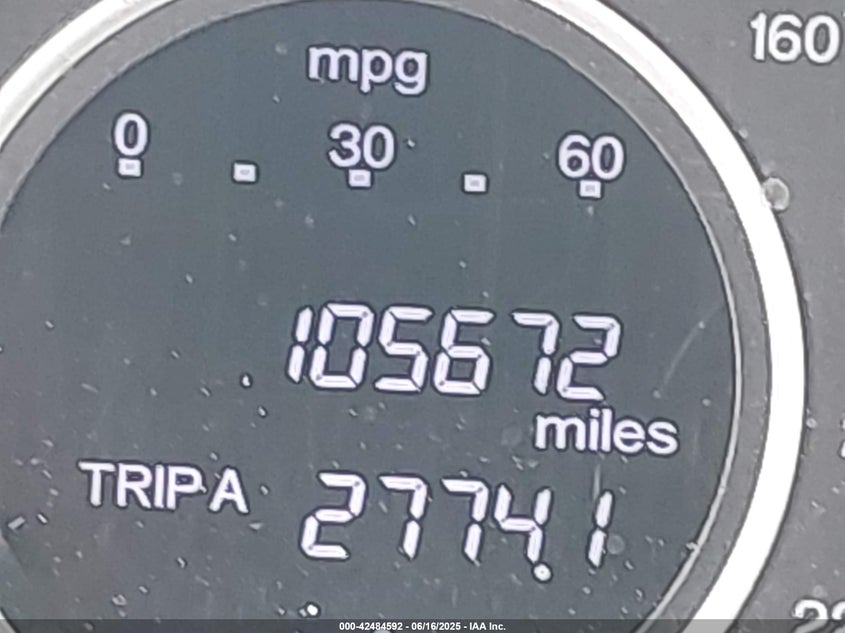 160
mpg
0 30 60
105672
miles
TRIP A 2774.1
000-42484592 - 06/16/2025 - IAA Inc.